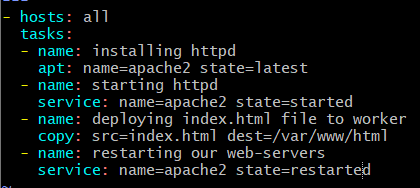 - hosts: all
  tasks:
  - name: installing httpd
    apt: name=apache2 state=latest
  - name: starting httpd
    service: name=apache2 state=started
  - name: deploying index.html file to worker
    copy: src=index.html dest=/var/www/html
  - name: restarting our web-servers
    service: name=apache2 state=restarted